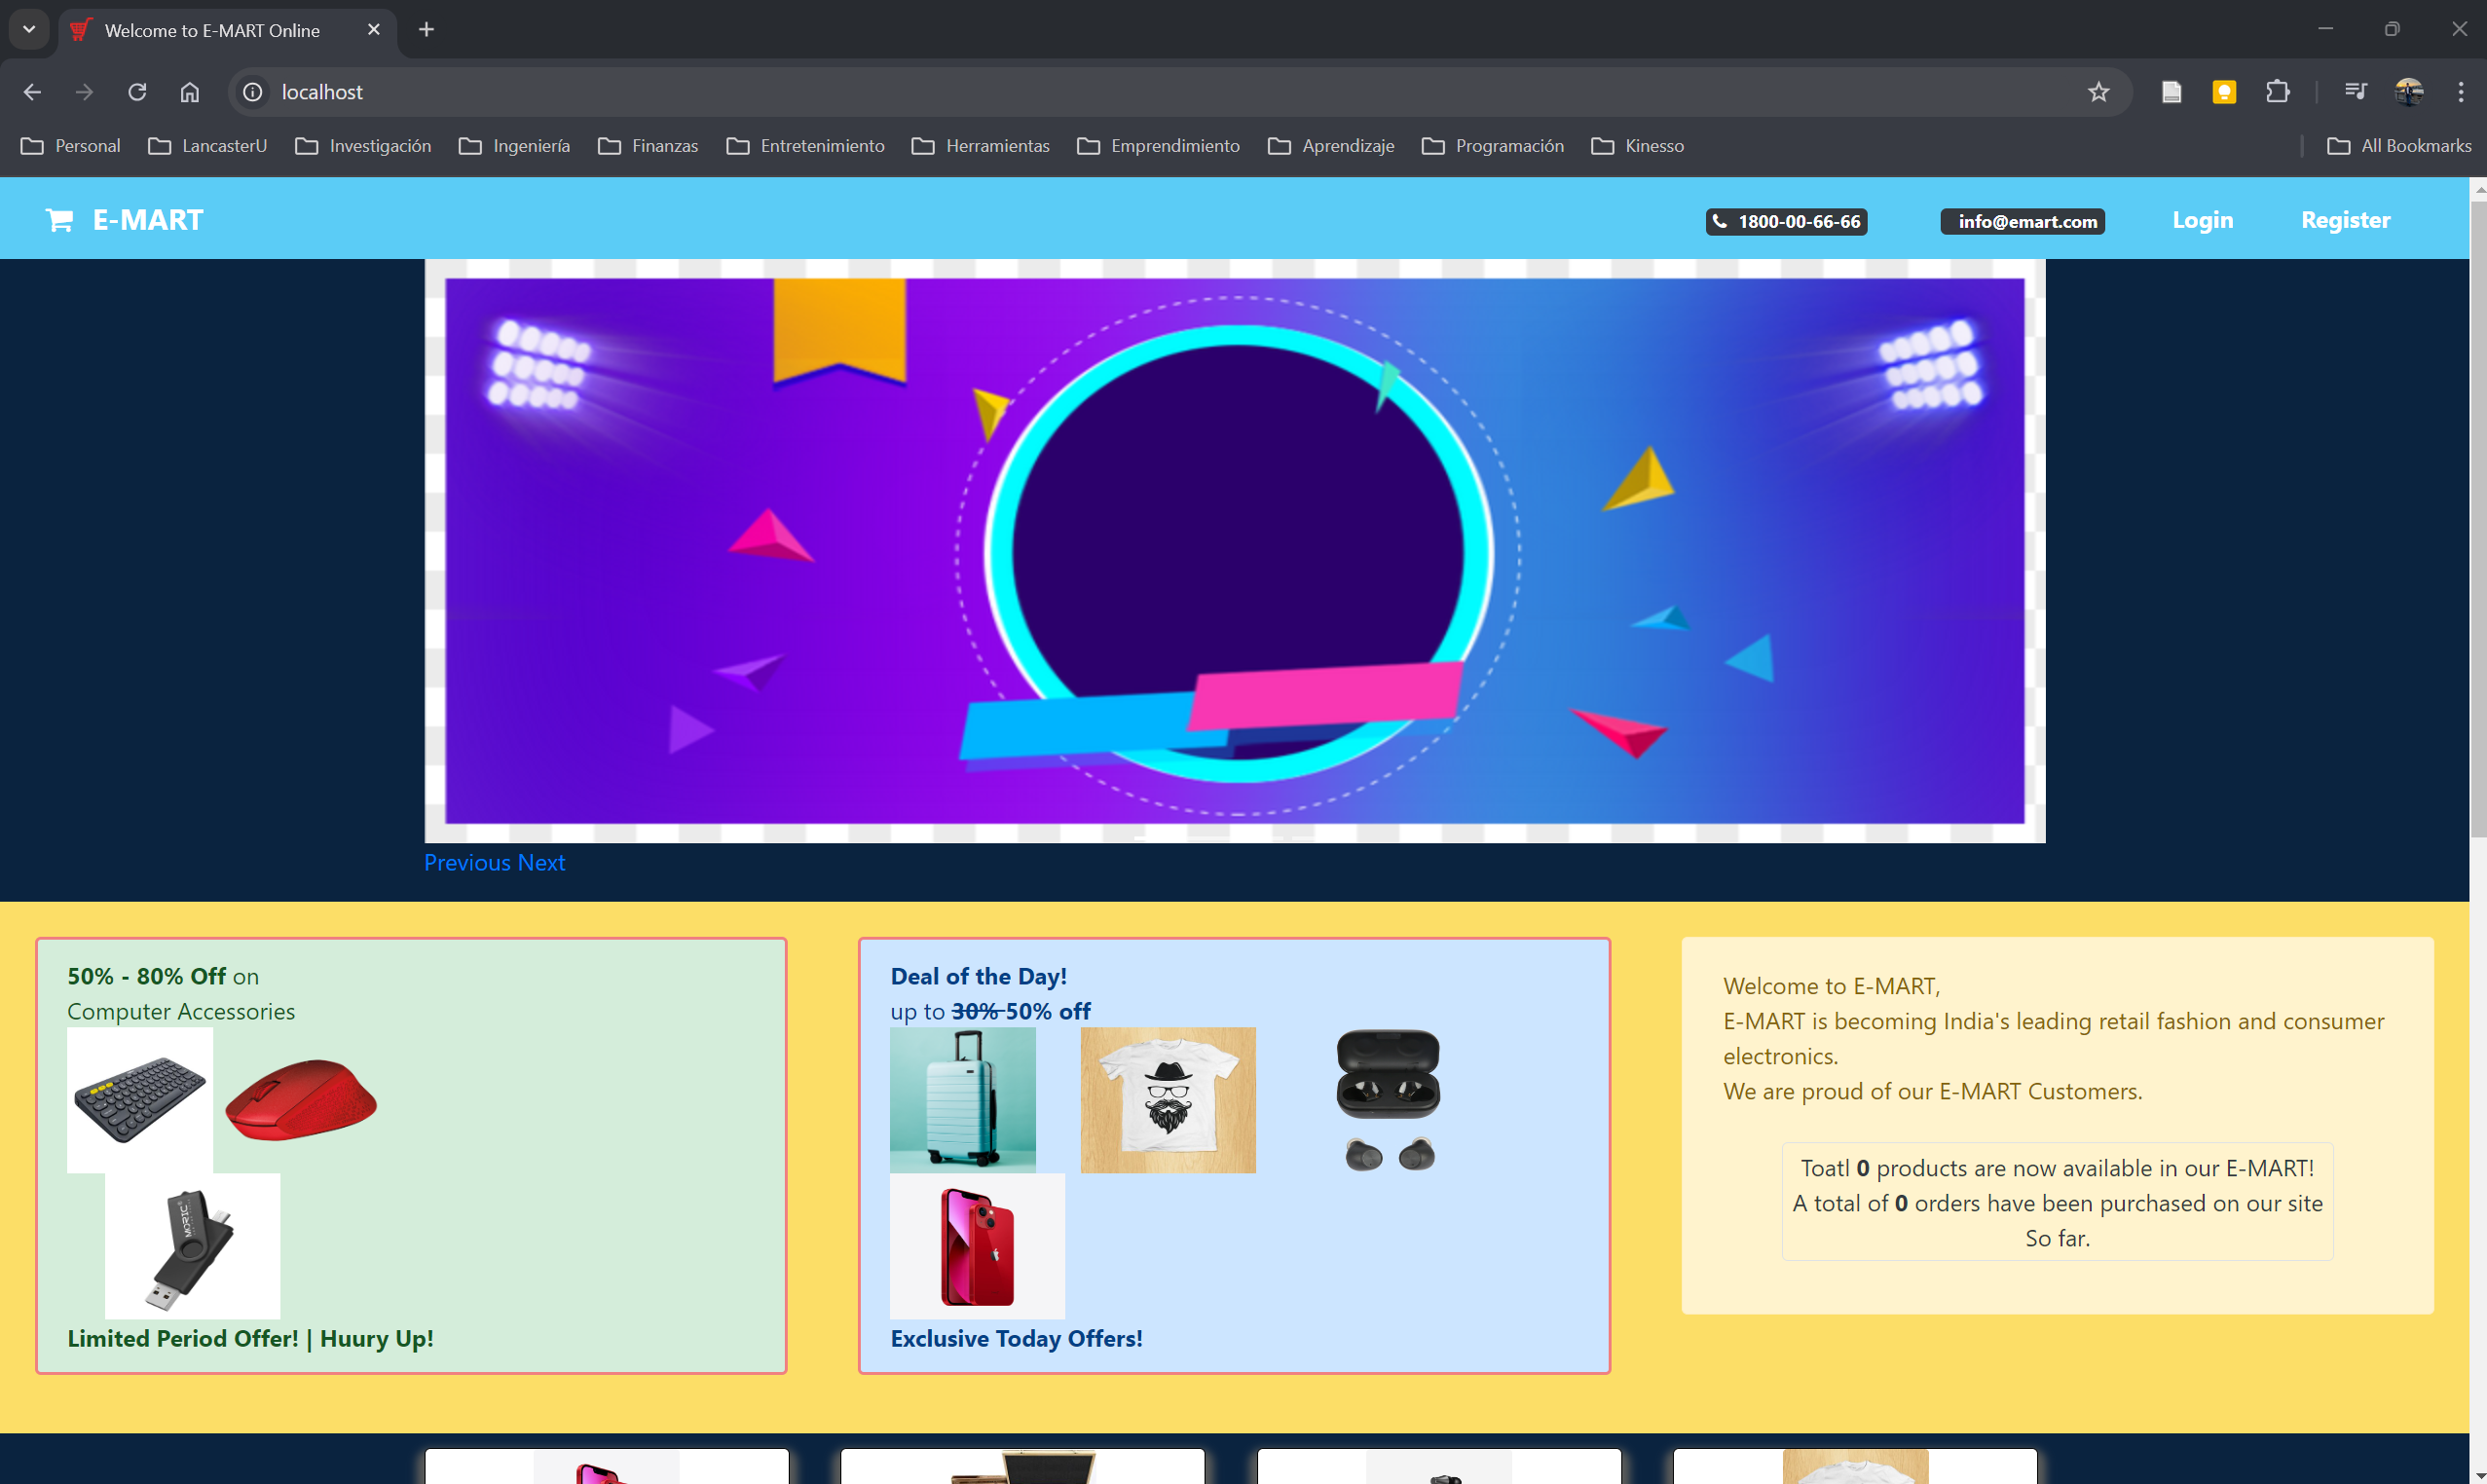 Welcome to E-MART Online
localhost
Personal
LancasterU
Investigación
Ingeniería
Finanzas
Entretenimiento
Herramientas
Emprendimiento
Aprendizaje
Programación
Kinesso
All Bookmarks
E-MART
1800-00-66-66
info@emart.com
Login
Register
Previous Next
50% - 80% Off on
Computer Accessories
MORIC
Limited Period Offer! | Huury Up!
Deal of the Day!
up to 30% 50% off
Exclusive Today Offers!
Welcome to E-MART,
E-MART is becoming India's leading retail fashion and consumer
electronics.
We are proud of our E-MART Customers.
Toatl 0 products are now available in our E-MART!
A total of 0 orders have been purchased on our site
So far.